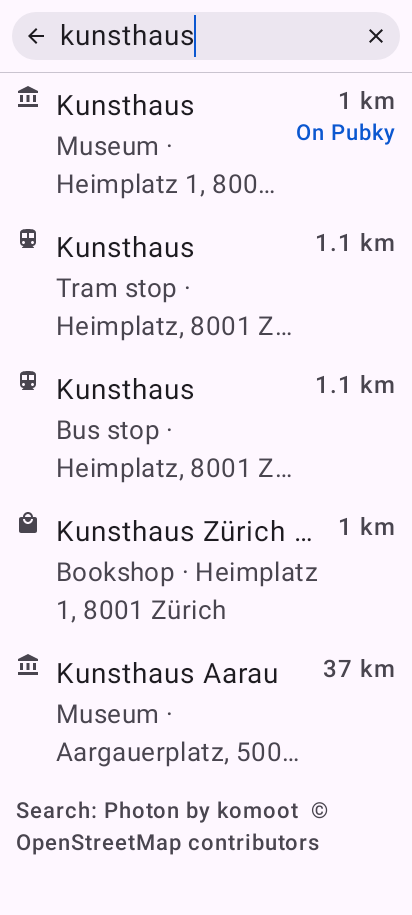 kunsthaus
Kunsthaus
1 km
Museum ·
On Pubky
Heimplatz 1, 800…
Kunsthaus
1.1 km
Tram stop ·
Heimplatz, 8001 Z…
Kunsthaus
1.1 km
Bus stop ·
Heimplatz, 8001 Z…
Kunsthaus Zürich …
1 km
Bookshop · Heimplatz
1, 8001 Zürich
Kunsthaus Aarau
37 km
Museum ·
Aargauerplatz, 500…
Search: Photon by komoot ©
OpenStreetMap contributors